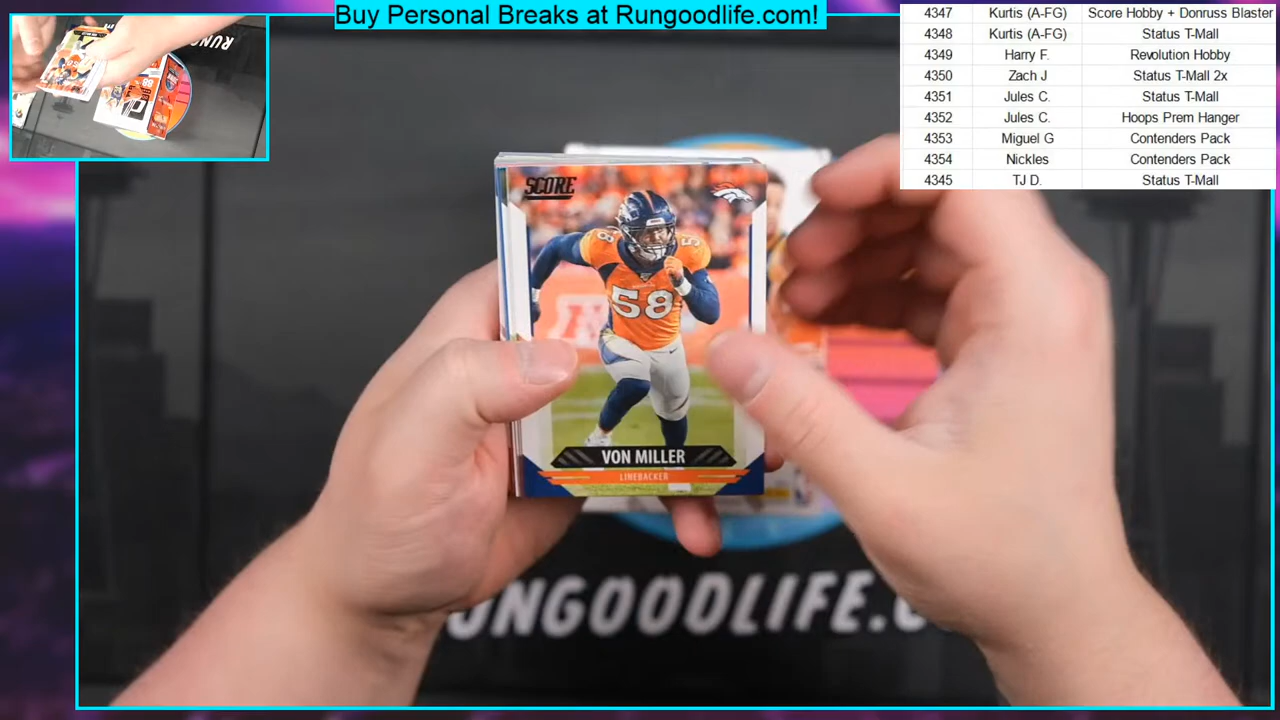 Buy Personal Breaks at Rungoodlife.com!
4347 Kurtis (A-FG) Score Hobby + Donruss Blaster
4348 Kurtis (A-FG) Status T-Mall
4349 Harry F. Revolution Hobby
4350 Zach J Status T-Mall 2x
4351 Jules C. Status T-Mall
4352 Jules C. Hoops Prem Hanger
4353 Miguel G Contenders Pack
4354 Nickles Contenders Pack
4345 TJ D. Status T-Mall
SCORE
58
VON MILLER
LINEBACKER
RUNGOODLIFE.C